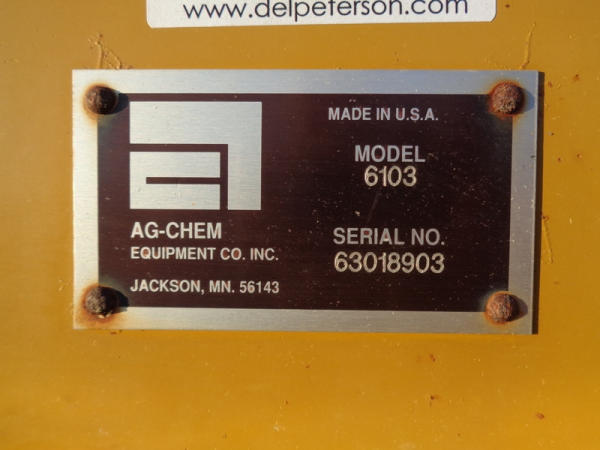 www.delpeterson.com
AG-CHEM
EQUIPMENT CO. INC.
JACKSON, MN. 56143
MADE IN U.S.A.
MODEL
6103
SERIAL NO.
63018903